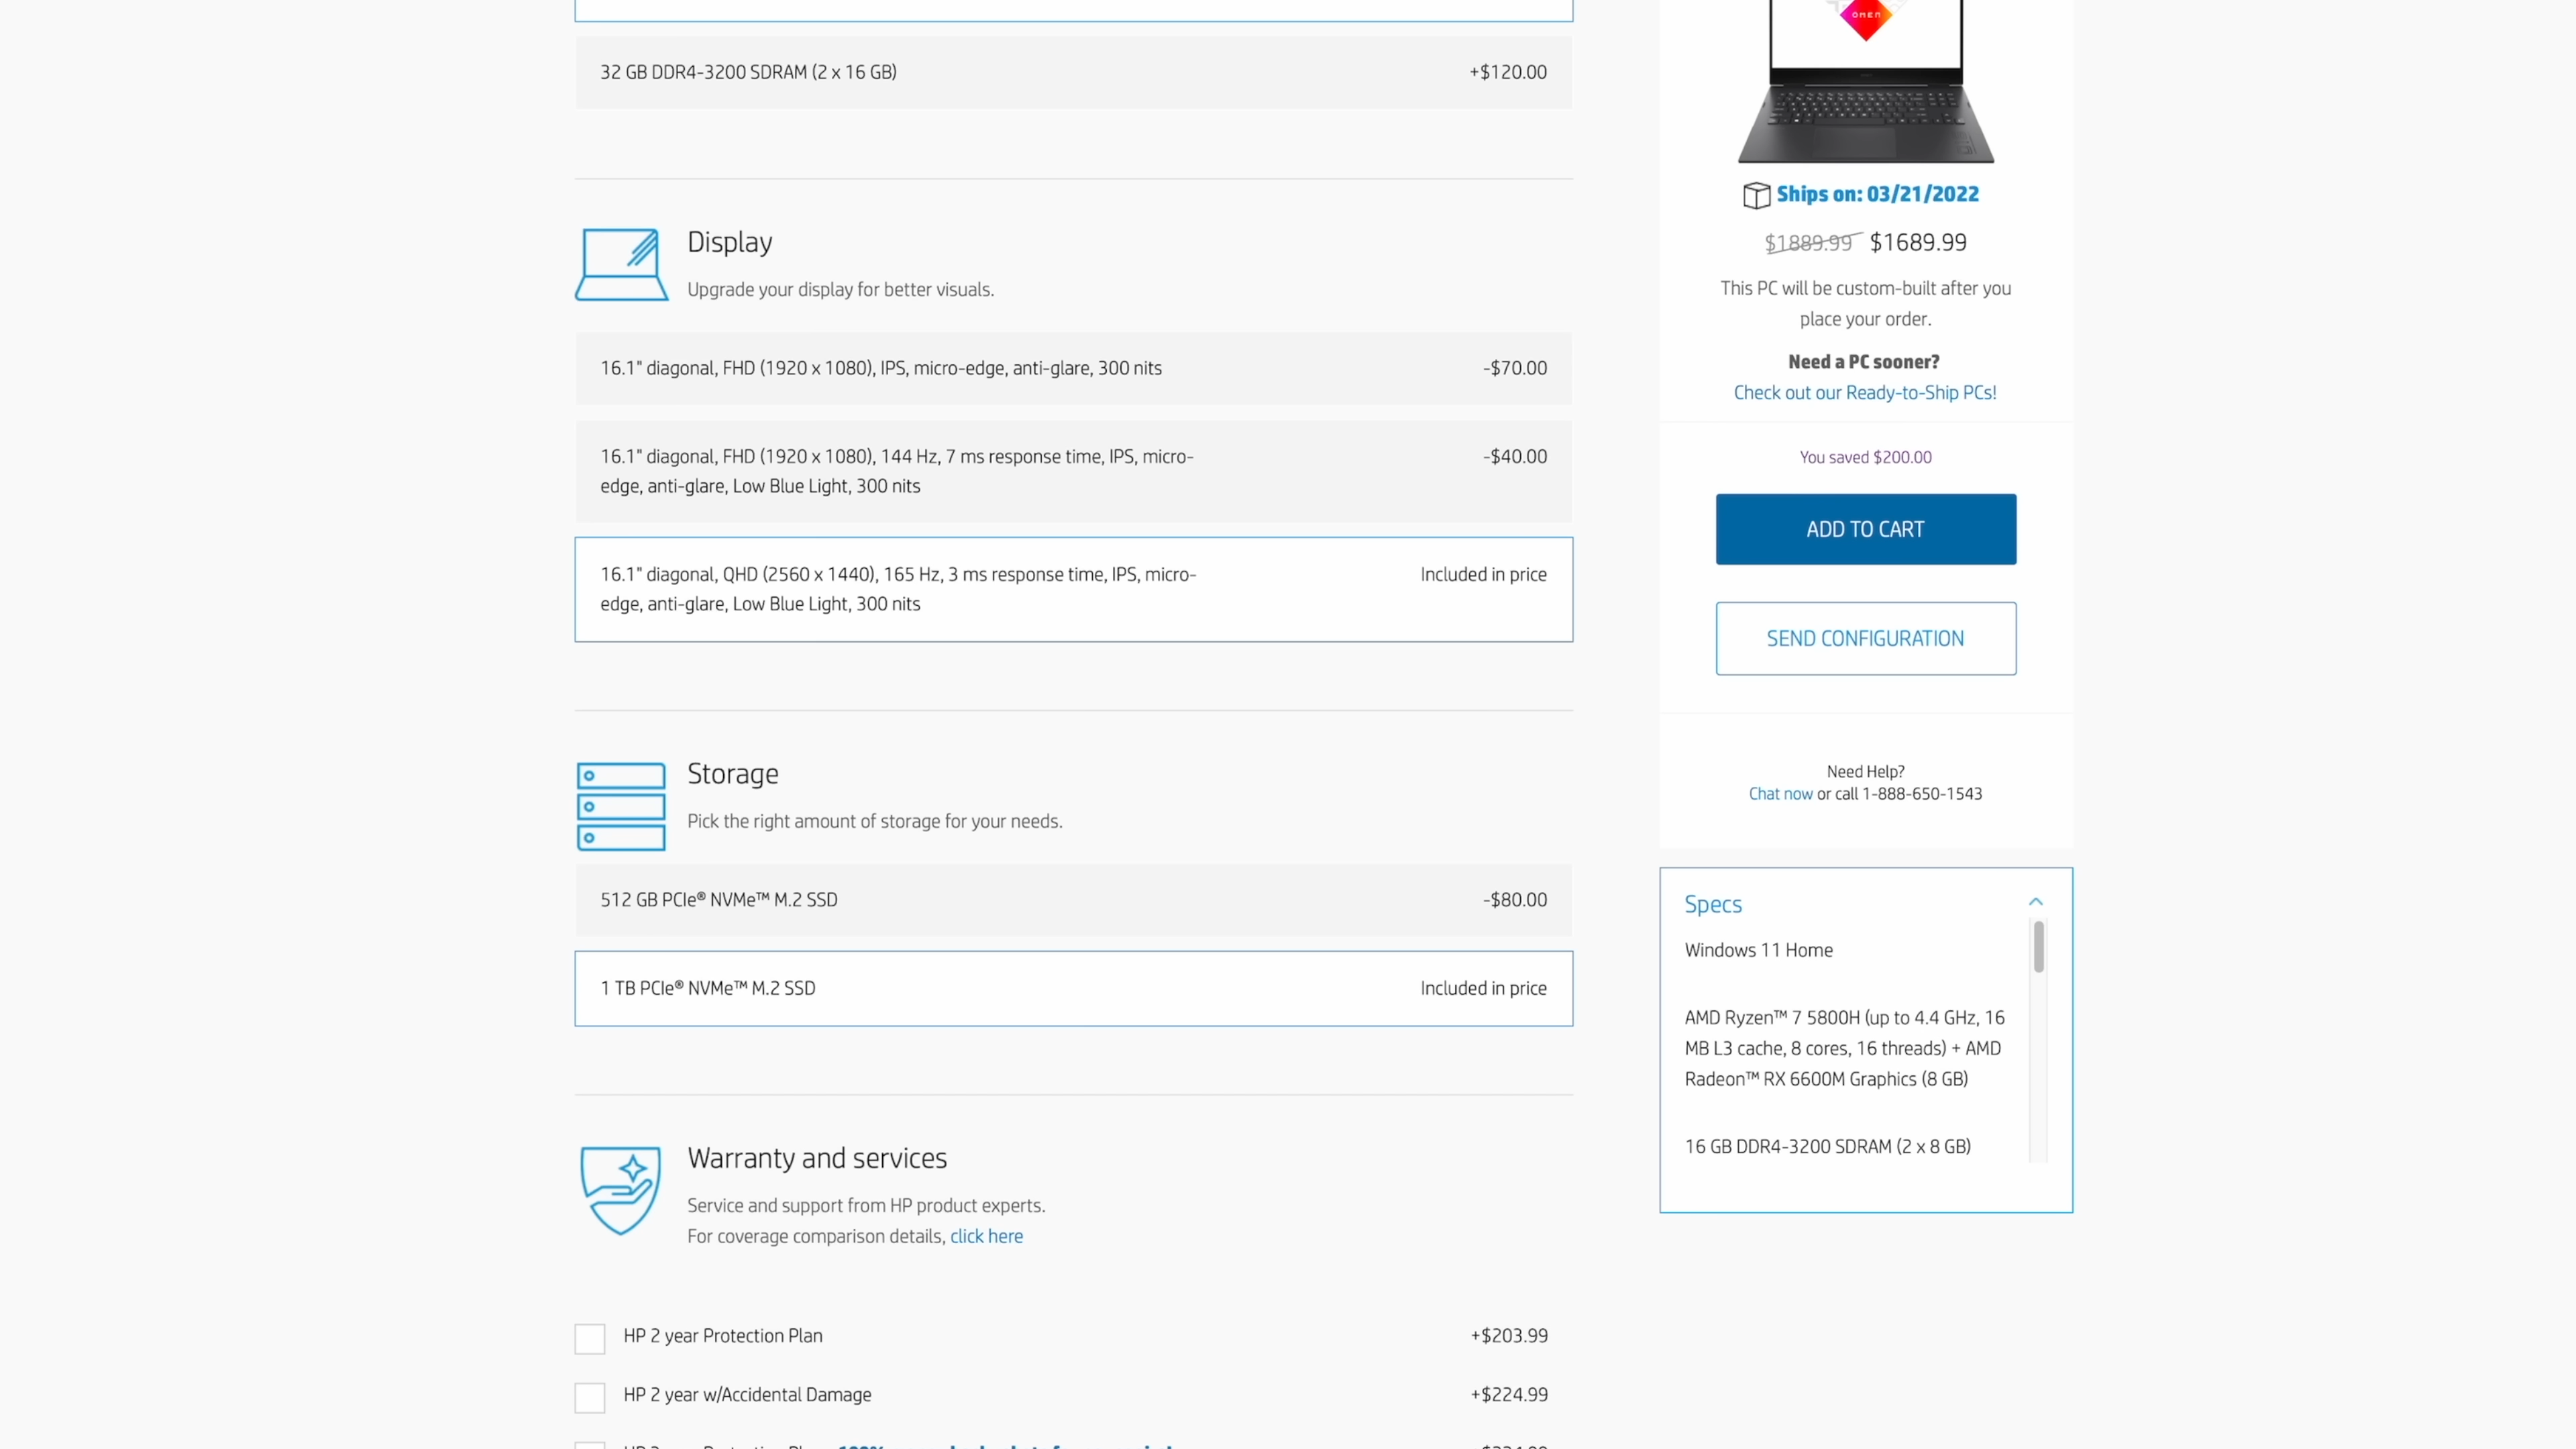 32 GB DDR4-3200 SDRAM (2 x 16 GB) +$120.00
Display
Upgrade your display for better visuals.
16.1" diagonal, FHD (1920 x 1080), IPS, micro-edge, anti-glare, 300 nits -$70.00
16.1" diagonal, FHD (1920 x 1080), 144 Hz, 7 ms response time, IPS, micro- -$40.00
edge, anti-glare, Low Blue Light, 300 nits
16.1" diagonal, QHD (2560 x 1440), 165 Hz, 3 ms response time, IPS, micro- Included in price
edge, anti-glare, Low Blue Light, 300 nits
Storage
Pick the right amount of storage for your needs.
512 GB PCIe® NVMe™ M.2 SSD -$80.00
1 TB PCIe® NVMe™ M.2 SSD Included in price
Warranty and services
Service and support from HP product experts.
For coverage comparison details, click here
HP 2 year Protection Plan +$203.99
HP 2 year w/Accidental Damage +$224.99
OMEN
Ships on: 03/21/2022
$1889.99 $1689.99
This PC will be custom-built after you
place your order.
Need a PC sooner?
Check out our Ready-to-Ship PCs!
You saved $200.00
ADD TO CART
SEND CONFIGURATION
Need Help?
Chat now or call 1-888-650-1543
Specs
Windows 11 Home
AMD Ryzen™ 7 5800H (up to 4.4 GHz, 16
MB L3 cache, 8 cores, 16 threads) + AMD
Radeon™ RX 6600M Graphics (8 GB)
16 GB DDR4-3200 SDRAM (2 x 8 GB)